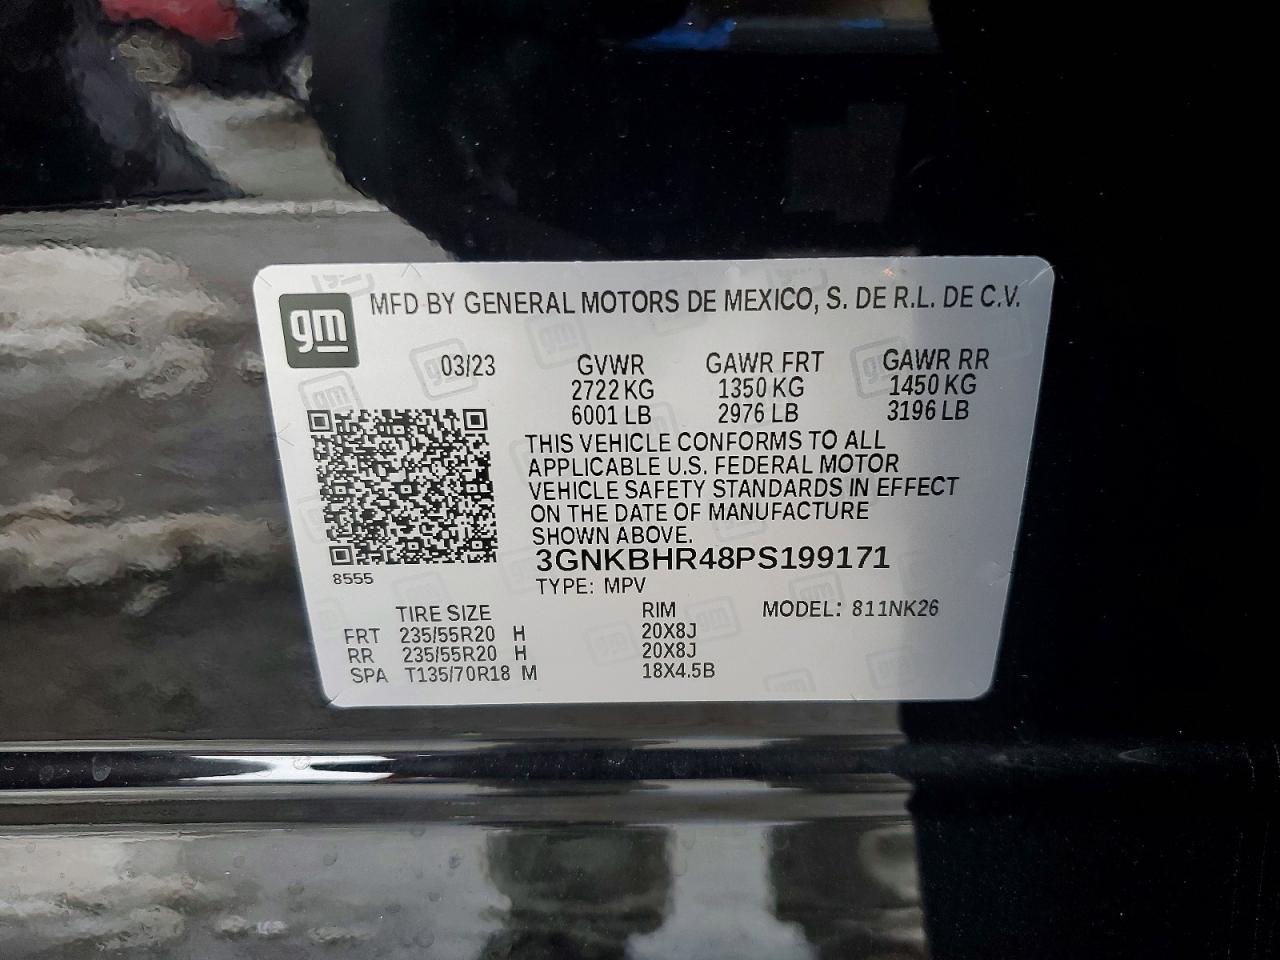 gm MFD BY GENERAL MOTORS DE MEXICO, S. DE R.L. DE C.V.
03/23 GVWR GAWR FRT GAWR RR
2722 KG 1350 KG 1450 KG
6001 LB 2976 LB 3196 LB
THIS VEHICLE CONFORMS TO ALL
APPLICABLE U.S. FEDERAL MOTOR
VEHICLE SAFETY STANDARDS IN EFFECT
ON THE DATE OF MANUFACTURE
SHOWN ABOVE.
3GNKBHR48PS199171
8555 TYPE: MPV
TIRE SIZE RIM MODEL: 811NK26
FRT 235/55R20 H 20X8J
RR 235/55R20 H 20X8J
SPA T135/70R18 M 18X4.5B